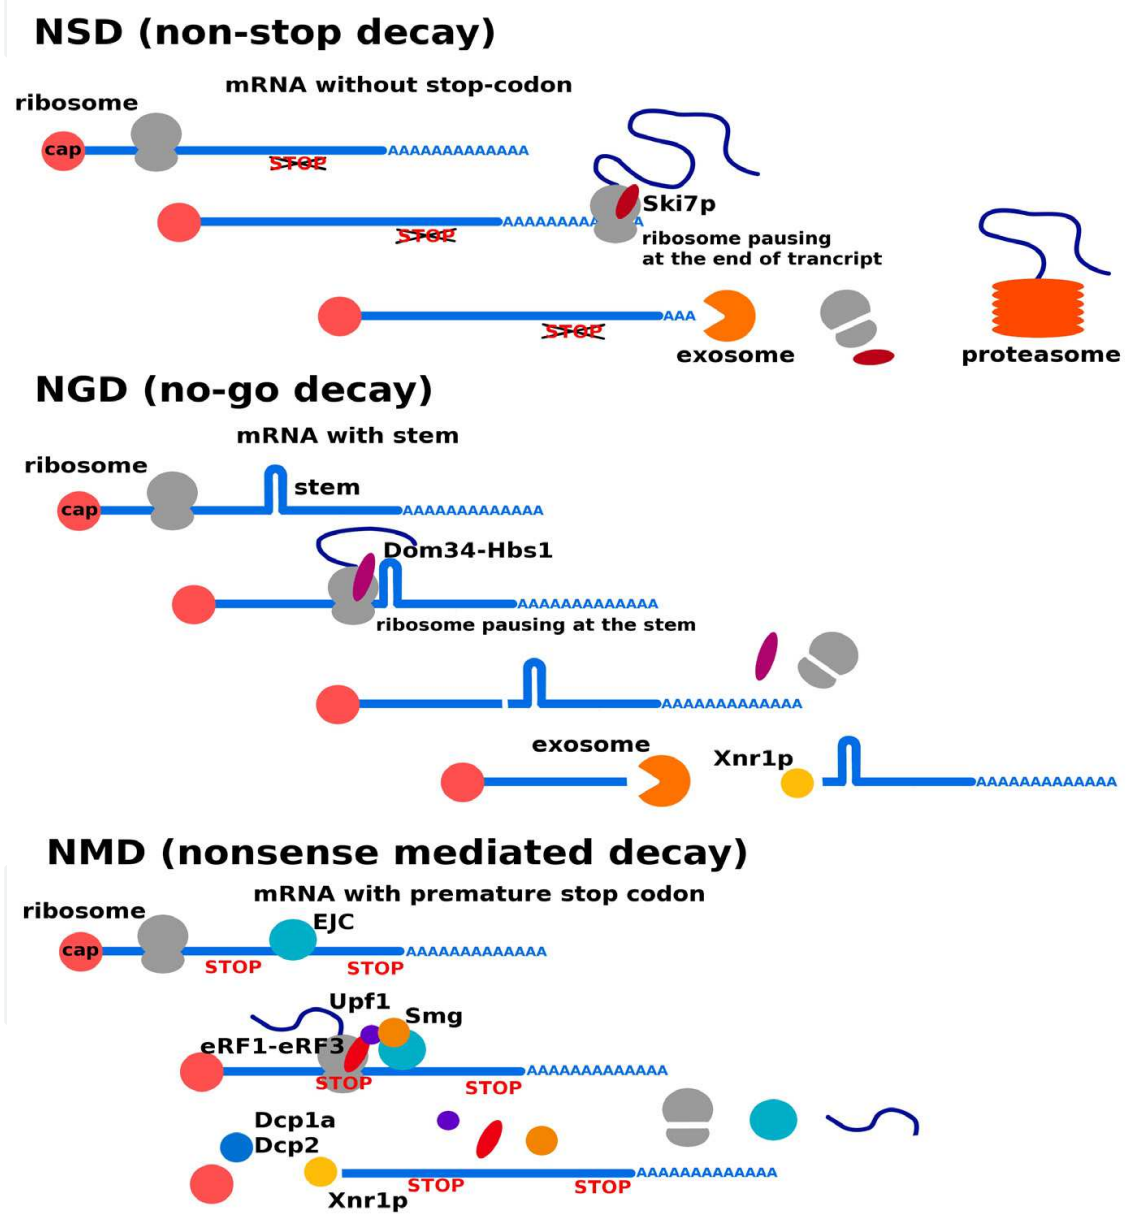 NSD (non-stop decay)
mRNA without stop-codon
ribosome
cap
AAAAAAAAAAAAA
STOP
Ski7p
AAAAAAAAA
A
STOP
ribosome pausing
at the end of trancript
AAA
STOP
exosome
proteasome
NGD (no-go decay)
mRNA with stem
ribosome
stem
cap
AAAAAAAAAAAAA
Dom34-Hbs1
AAAAAAAAAAAAA
ribosome pausing at the stem
AAAAAAAAAAAAA
exosome
Xnr1p
AAAAAAAAAAAAA
NMD (nonsense mediated decay)
mRNA with premature stop codon
ribosome
EJC
cap
AAAAAAAAAAAAA
STOP
STOP
Upf1
Smg
eRF1-eRF3
AAAAAAAAAAAAA
STOP
STOP
Dcp1a
Dcp2
AAAAAAAAAAAAA
STOP
STOP
Xnr1p